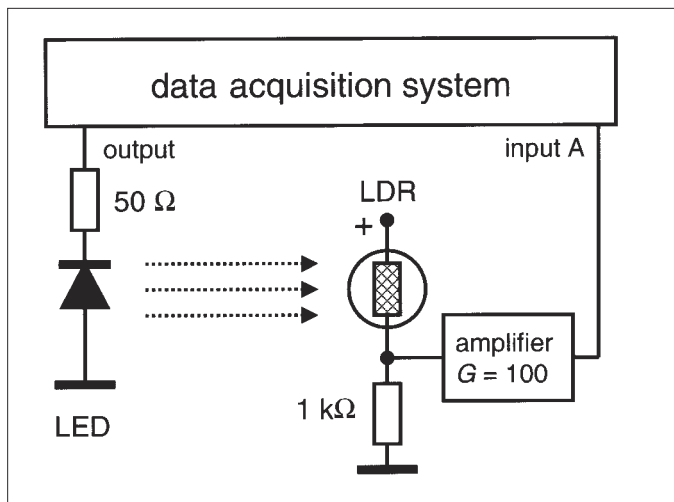 data acquisition system
output
input A
50 Ω
LDR
+
amplifier
G = 100
1 kΩ
LED